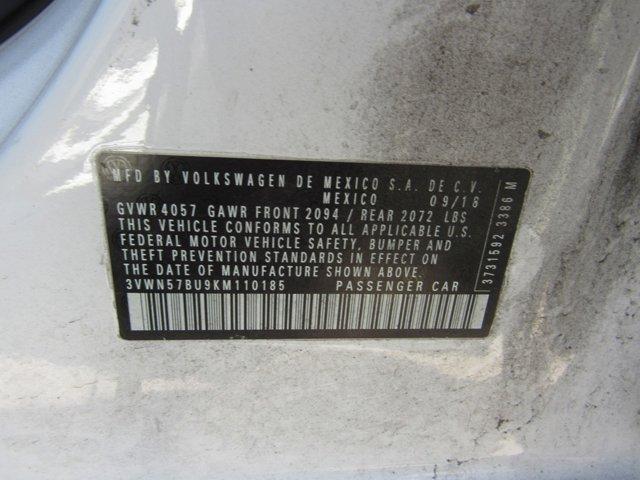 MFD BY VOLKSWAGEN DE MEXICO S.A. DE C.V.
MEXICO 09/18
GVWR 4057 GAWR FRONT 2094 / REAR 2072 LBS
THIS VEHICLE CONFORMS TO ALL APPLICABLE U.S.
FEDERAL MOTOR VEHICLE SAFETY, BUMPER AND
THEFT PREVENTION STANDARDS IN EFFECT ON
THE DATE OF MANUFACTURE SHOWN ABOVE.
3VWN57BU9KM110185 PASSENGER CAR
3731592 3386 M